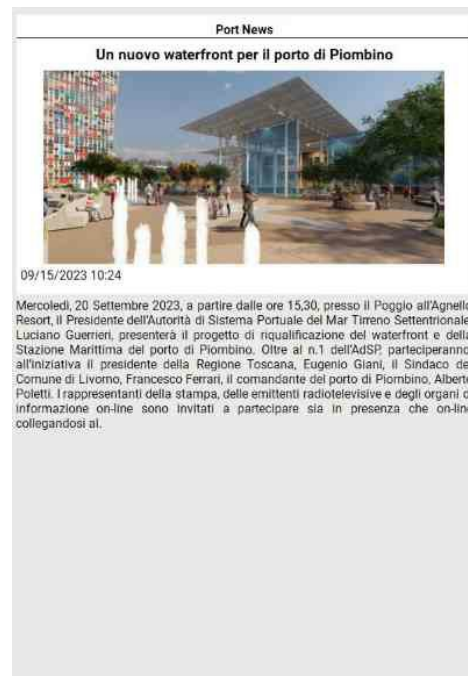 Port News
Un nuovo waterfront per il porto di Piombino
09/15/2023 10:24
Mercoledì, 20 Settembre 2023, a partire dalle ore 15,30, presso il Poggio all'Agnello
Resort, il Presidente dell'Autorità di Sistema Portuale del Mar Tirreno Settentrionale
Luciano Guerrieri, presenterà il progetto di riqualificazione del waterfront e della
Stazione Marittima del porto di Piombino. Oltre al n.1 dell'AdSP, parteciperanno
all'iniziativa il presidente della Regione Toscana, Eugenio Giani, il Sindaco de
Comune di Livorno, Francesco Ferrari, il comandante del porto di Piombino, Alberto
Poletti. I rappresentanti della stampa, delle emittenti radiotelevisive e degli organi d
informazione on-line sono invitati a partecipare sia in presenza che on-line
collegandosi al.